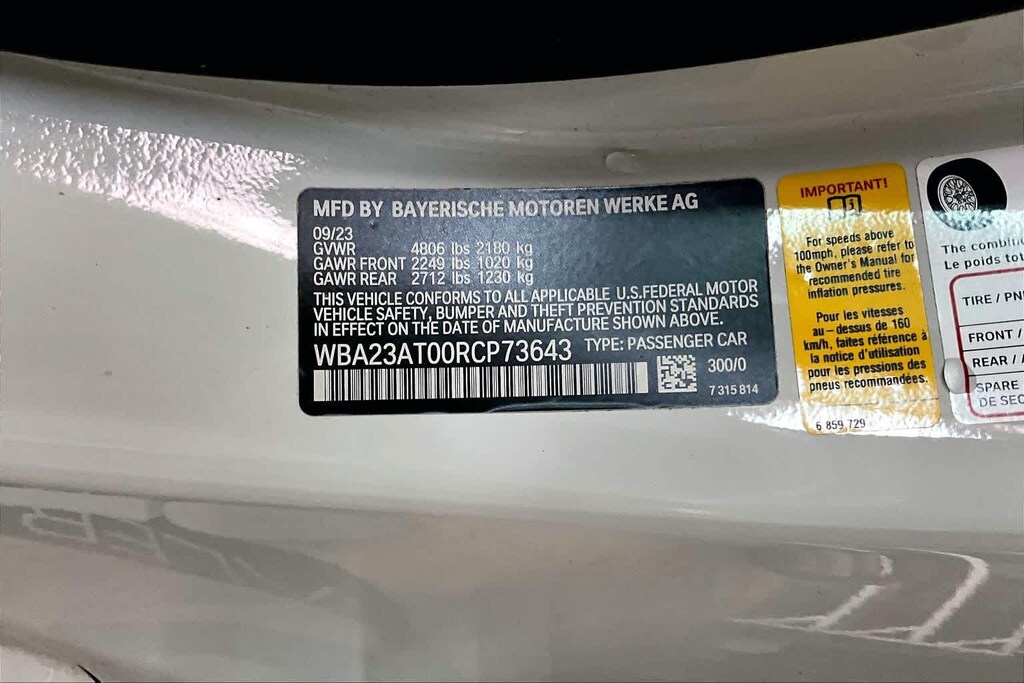 MFD BY BAYERISCHE MOTOREN WERKE AG
09/23
GVWR 4806 lbs 2180 kg
GAWR FRONT 2249 lbs 1020 kg
GAWR REAR 2712 lbs 1230 kg
THIS VEHICLE CONFORMS TO ALL APPLICABLE U.S.FEDERAL MOTOR
VEHICLE SAFETY, BUMPER AND THEFT PREVENTION STANDARDS
IN EFFECT ON THE DATE OF MANUFACTURE SHOWN ABOVE.
WBA23AT00RCP73643 TYPE: PASSENGER CAR
300/0
7 315 814
IMPORTANT!
For speeds above
100mph, please refer to
the Owner's Manual for
recommended tire
inflation pressures.
Pour les vitesses
au - dessus de 160
km/h, faites référence à
la notice d'utilisation
pour les pressions des
pneus recommandées.
6 859 729
The
Le poids
TIRE /
FRONT /
REAR /
SPARE
DE